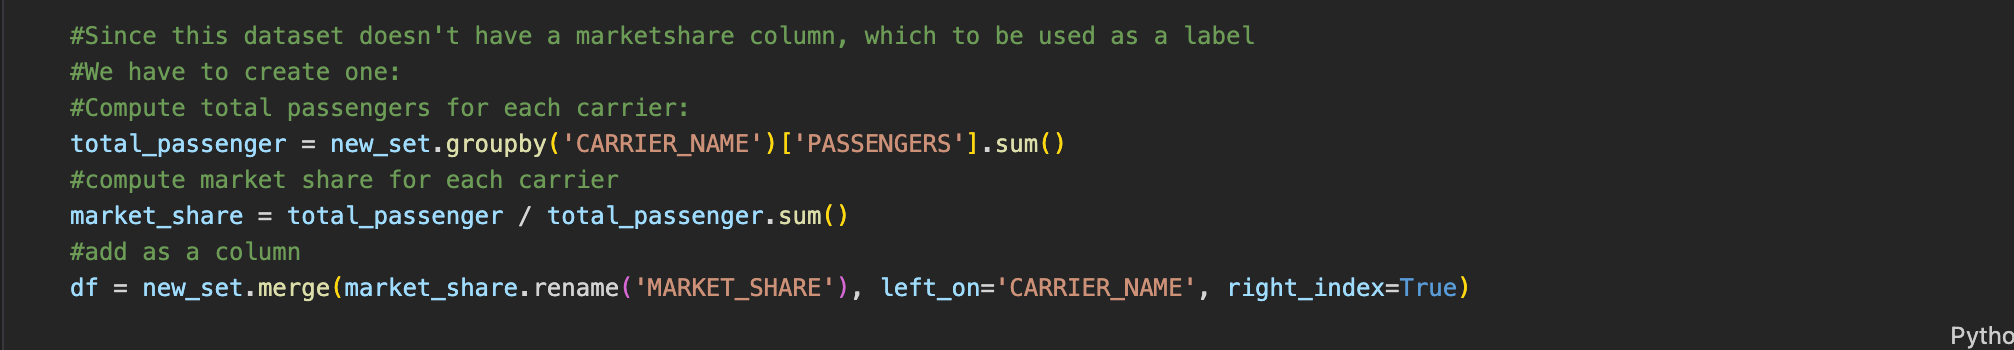 #Since this dataset doesn't have a marketshare column, which to be used as a label
#We have to create one:
#Compute total passengers for each carrier:
total_passenger = new_set.groupby('CARRIER_NAME')['PASSENGERS'].sum()
#compute market share for each carrier
market_share = total_passenger / total_passenger.sum()
#add as a column
df = new_set.merge(market_share.rename('MARKET_SHARE'), left_on='CARRIER_NAME', right_index=True)
Pytho